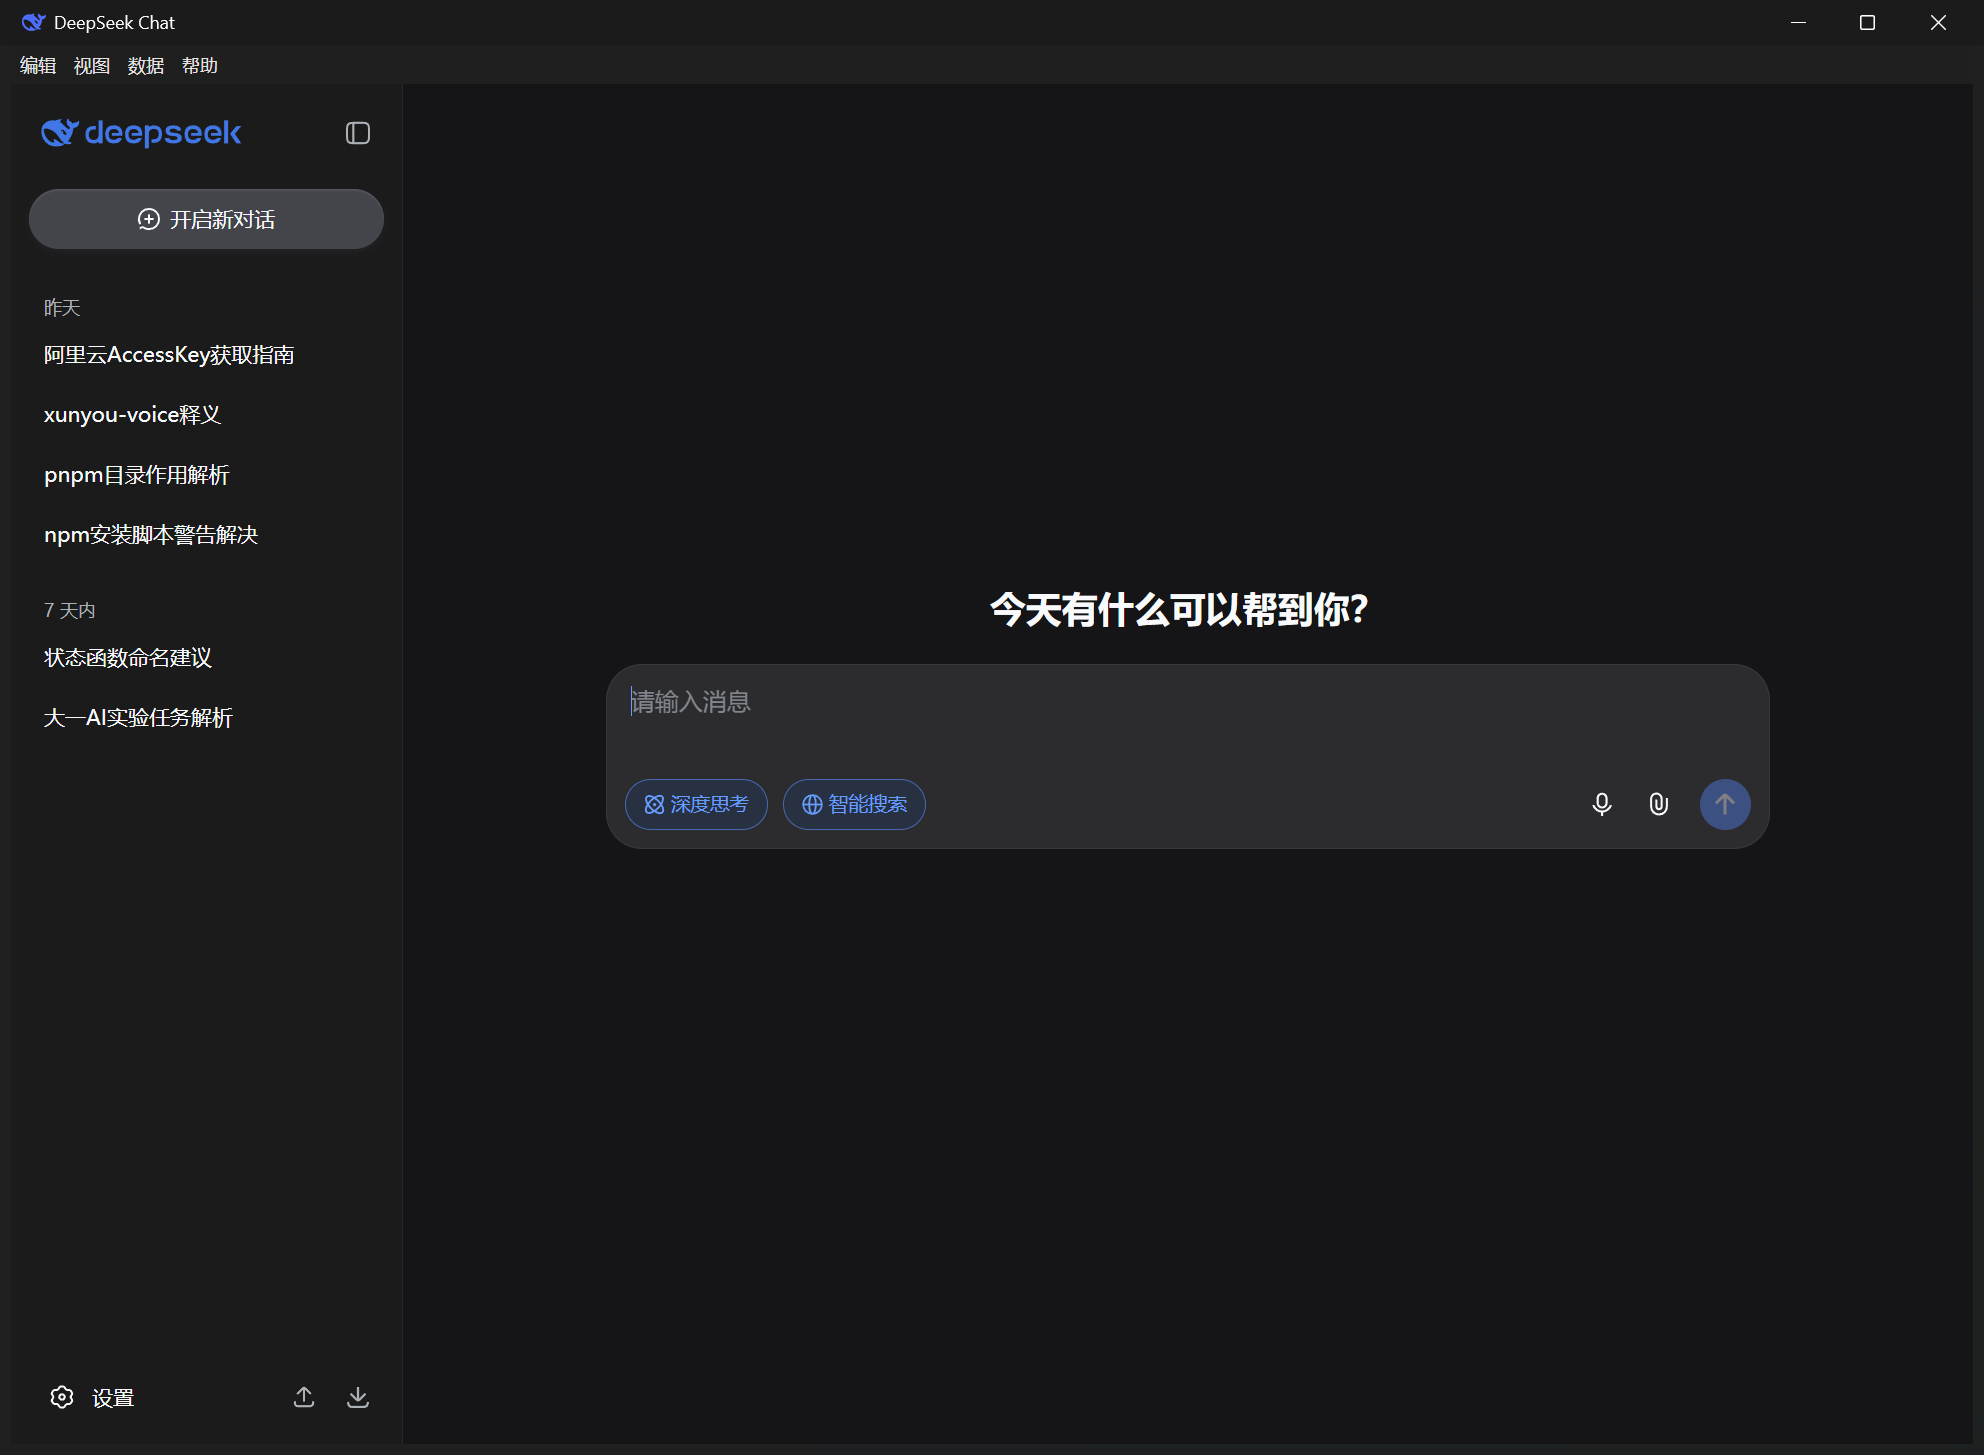 DeepSeek Chat
编辑 视图 数据 帮助
deepseek
开启新对话
昨天
阿里云AccessKey获取指南
xunyou-voice释义
pnpm目录作用解析
npm安装脚本警告解决
7 天内
状态函数命名建议
大一AI实验任务解析
设置
今天有什么可以帮到你？
请输入消息
深度思考 智能搜索